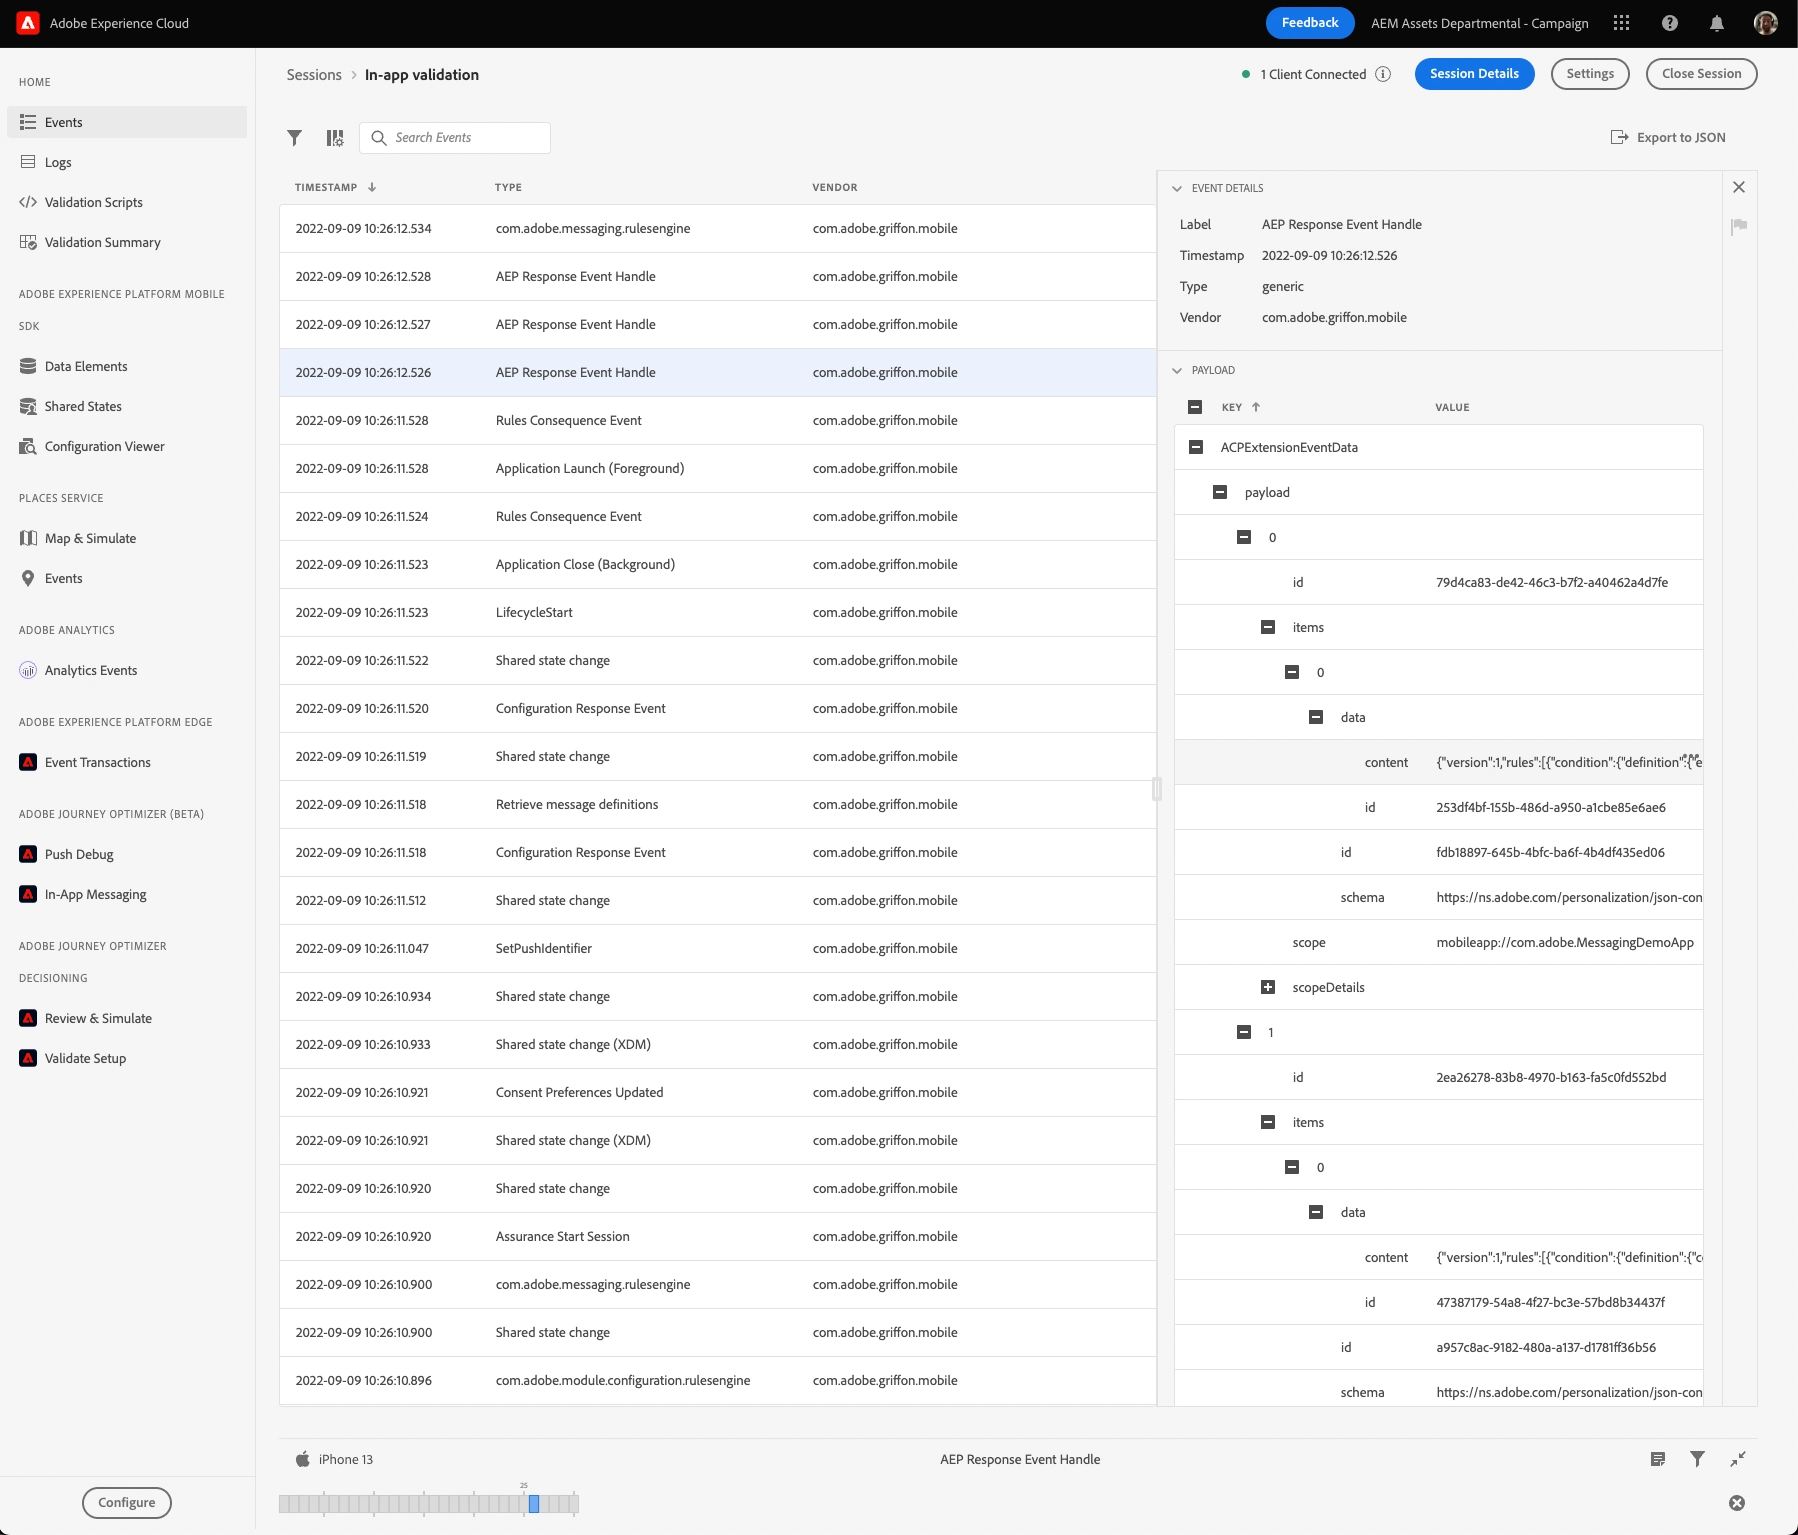 Adobe Experience Cloud
Feedback
AEM Assets Departmental - Campaign
HOME
Events
Logs
Validation Scripts
Validation Summary
ADOBE EXPERIENCE PLATFORM MOBILE
SDK
Data Elements
Shared States
Configuration Viewer
PLACES SERVICE
Map & Simulate
Events
ADOBE ANALYTICS
Analytics Events
ADOBE EXPERIENCE PLATFORM EDGE
Event Transactions
ADOBE JOURNEY OPTIMIZER (BETA)
Push Debug
In-App Messaging
ADOBE JOURNEY OPTIMIZER
DECISIONING
Review & Simulate
Validate Setup
Configure
Sessions > In-app validation
1 Client Connected
Session Details
Settings
Close Session
Search Events
Export to JSON
TIMESTAMP TYPE VENDOR
2022-09-09 10:26:12.534 com.adobe.messaging.rulesengine com.adobe.griffon.mobile
2022-09-09 10:26:12.528 AEP Response Event Handle com.adobe.griffon.mobile
2022-09-09 10:26:12.527 AEP Response Event Handle com.adobe.griffon.mobile
2022-09-09 10:26:12.526 AEP Response Event Handle com.adobe.griffon.mobile
2022-09-09 10:26:11.528 Rules Consequence Event com.adobe.griffon.mobile
2022-09-09 10:26:11.528 Application Launch (Foreground) com.adobe.griffon.mobile
2022-09-09 10:26:11.524 Rules Consequence Event com.adobe.griffon.mobile
2022-09-09 10:26:11.523 Application Close (Background) com.adobe.griffon.mobile
2022-09-09 10:26:11.523 LifecycleStart com.adobe.griffon.mobile
2022-09-09 10:26:11.522 Shared state change com.adobe.griffon.mobile
2022-09-09 10:26:11.520 Configuration Response Event com.adobe.griffon.mobile
2022-09-09 10:26:11.519 Shared state change com.adobe.griffon.mobile
2022-09-09 10:26:11.518 Retrieve message definitions com.adobe.griffon.mobile
2022-09-09 10:26:11.518 Configuration Response Event com.adobe.griffon.mobile
2022-09-09 10:26:11.512 Shared state change com.adobe.griffon.mobile
2022-09-09 10:26:11.047 SetPushIdentifier com.adobe.griffon.mobile
2022-09-09 10:26:10.934 Shared state change com.adobe.griffon.mobile
2022-09-09 10:26:10.933 Shared state change (XDM) com.adobe.griffon.mobile
2022-09-09 10:26:10.921 Consent Preferences Updated com.adobe.griffon.mobile
2022-09-09 10:26:10.921 Shared state change (XDM) com.adobe.griffon.mobile
2022-09-09 10:26:10.920 Shared state change com.adobe.griffon.mobile
2022-09-09 10:26:10.920 Assurance Start Session com.adobe.griffon.mobile
2022-09-09 10:26:10.900 com.adobe.messaging.rulesengine com.adobe.griffon.mobile
2022-09-09 10:26:10.900 Shared state change com.adobe.griffon.mobile
2022-09-09 10:26:10.896 com.adobe.module.configuration.rulesengine com.adobe.griffon.mobile
EVENT DETAILS
Label AEP Response Event Handle
Timestamp 2022-09-09 10:26:12.526
Type generic
Vendor com.adobe.griffon.mobile
PAYLOAD
KEY VALUE
ACPExtensionEventData
payload
0
id 79d4ca83-de42-46c3-b7f2-a40462a4d7fe
items
0
data
content {"version":1,"rules":[{"condition":{"definition":{"e
id 253df4bf-155b-486d-a950-a1cbe85e6ae6
id fdb18897-645b-4bfc-ba6f-4b4df435ed06
schema https://ns.adobe.com/personalization/json-con
scope mobileapp://com.adobe.MessagingDemoApp
scopeDetails
1
id 2ea26278-83b8-4970-b163-fa5c0fd552bd
items
0
data
content {"version":1,"rules":[{"condition":{"definition":{"c
id 47387179-54a8-4f27-bc3e-57bd8b34437f
id a957c8ac-9182-480a-a137-d1781ff36b56
schema https://ns.adobe.com/personalization/json-con
iPhone 13
AEP Response Event Handle
25